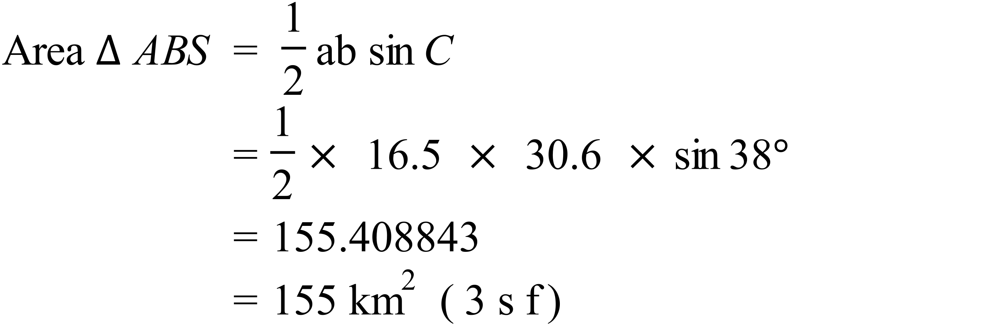 Area Δ ABS = 1/2 ab sin C
= 1/2 × 16.5 × 30.6 × sin 38°
= 155.408843
= 155 km² ( 3 s f )